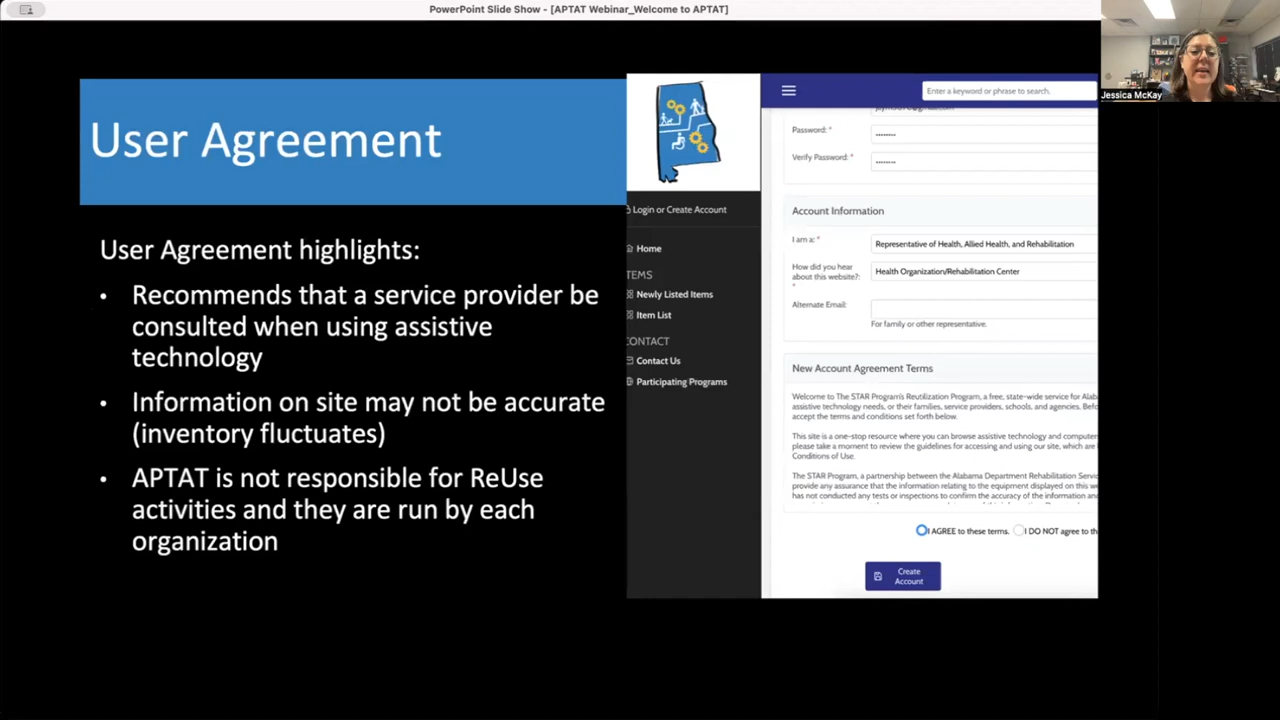 PowerPoint Slide Show - [APTAT Webinar_Welcome to APTAT]
Jessica McKay
User Agreement
User Agreement highlights:
• Recommends that a service provider be
consulted when using assistive
technology
• Information on site may not be accurate
(inventory fluctuates)
• APTAT is not responsible for ReUse
activities and they are run by each
organization
Login or Create Account
Home
TEMS
Newly Listed Items
Item List
CONTACT
Contact Us
Participating Programs
Enter a keyword or phrase to search.
Password: *
Verify Password: *
Account Information
I am a: *
Representative of Health, Allied Health, and Rehabilitation
How did you hear
about this website?:
*
Health Organization/Rehabilitation Center
Alternate Email:
For family or other representative.
New Account Agreement Terms
Welcome to The STAR Program's Reutilization Program, a free, state-wide service for Alab
assistive technology needs, or their families, service providers, schools, and agencies. Befo
accept the terms and conditions set forth below.
This site is a one-stop resource where you can browse assistive technology and computers
please take a moment to review the guidelines for accessing and using our site, which are
Conditions of Use.
The STAR Program, a partnership between the Alabama Department Rehabilitation Servic
provide any assurance that the information relating to the equipment displayed on this we
has not conducted any tests or inspections to confirm the accuracy of the information and
I AGREE to these terms. I DO NOT agree to th
Create
Account